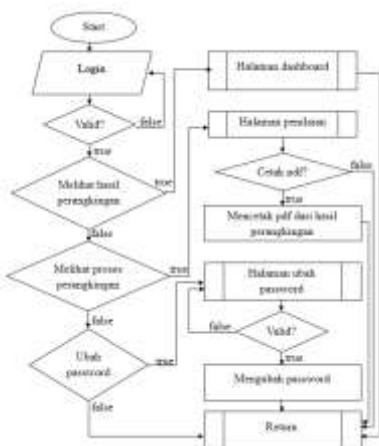 Start
Login
Halaman dashboard
false
Valid?
Halaman penilaian
true
false
Melihat hasil
perangkingan
true
Cetak pdf?
true
false
Mencetak pdf dari hasil
perangkingan
Melihat proses
perangkingan
true
Halaman ubah
password
false
false
Valid?
Ubah
password
true
true
Mengubah password
false
Return